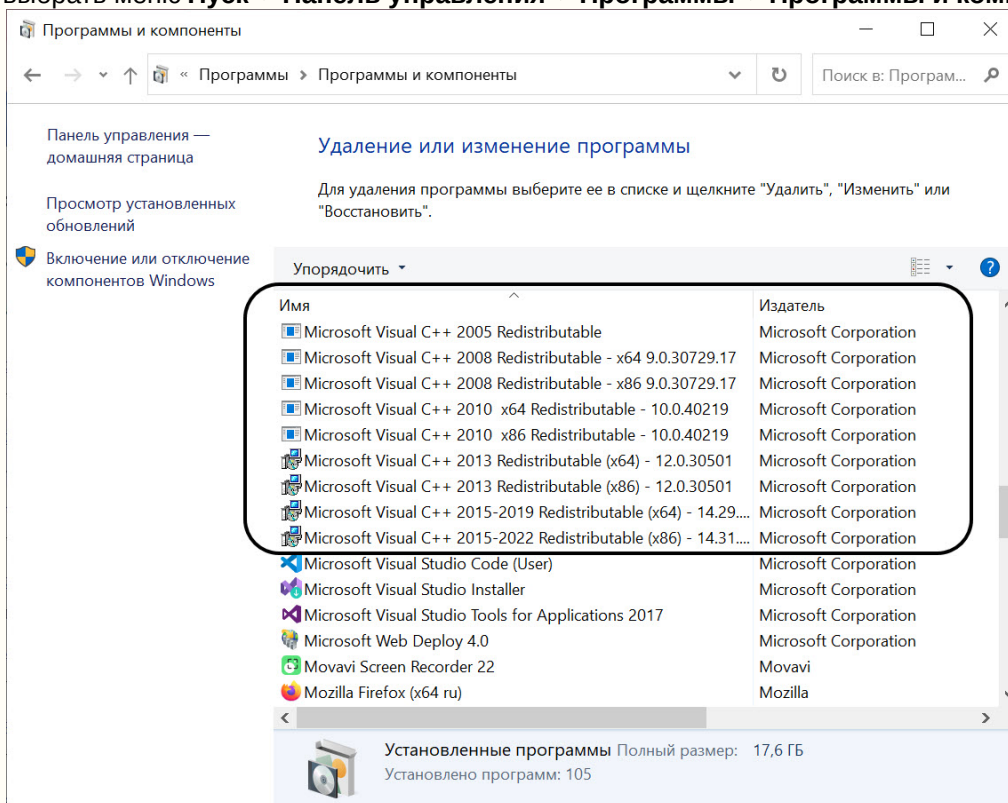 выбрать меню Пуск – Панель управления – Программы – Программы и ком
Программы и компоненты
« Программы › Программы и компоненты
Поиск в: Програм...
Панель управления —
домашняя страница
Просмотр установленных
обновлений
Включение или отключение
компонентов Windows
Удаление или изменение программы
Для удаления программы выберите ее в списке и щелкните "Удалить", "Изменить" или
"Восстановить".
Упорядочить
Имя Издатель
Microsoft Visual C++ 2005 Redistributable Microsoft Corporation
Microsoft Visual C++ 2008 Redistributable - x64 9.0.30729.17 Microsoft Corporation
Microsoft Visual C++ 2008 Redistributable - x86 9.0.30729.17 Microsoft Corporation
Microsoft Visual C++ 2010 x64 Redistributable - 10.0.40219 Microsoft Corporation
Microsoft Visual C++ 2010 x86 Redistributable - 10.0.40219 Microsoft Corporation
Microsoft Visual C++ 2013 Redistributable (x64) - 12.0.30501 Microsoft Corporation
Microsoft Visual C++ 2013 Redistributable (x86) - 12.0.30501 Microsoft Corporation
Microsoft Visual C++ 2015-2019 Redistributable (x64) - 14.29.... Microsoft Corporation
Microsoft Visual C++ 2015-2022 Redistributable (x86) - 14.31.... Microsoft Corporation
Microsoft Visual Studio Code (User) Microsoft Corporation
Microsoft Visual Studio Installer Microsoft Corporation
Microsoft Visual Studio Tools for Applications 2017 Microsoft Corporation
Microsoft Web Deploy 4.0 Microsoft Corporation
Movavi Screen Recorder 22 Movavi
Mozilla Firefox (x64 ru) Mozilla
Установленные программы Полный размер: 17,6 ГБ
Установлено программ: 105